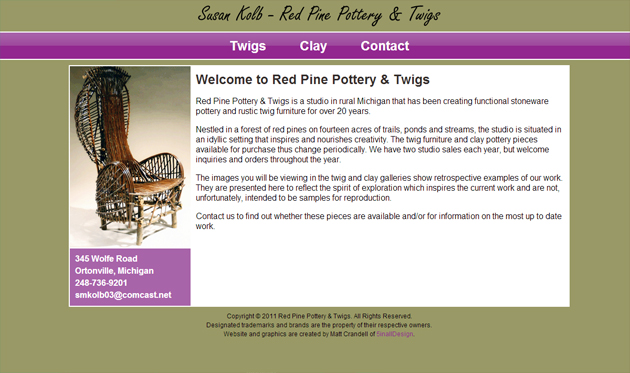 Susan Kolb - Red Pine Pottery & Twigs
Twigs Clay Contact
Welcome to Red Pine Pottery & Twigs
Red Pine Pottery & Twigs is a studio in rural Michigan that has been creating functional stoneware
pottery and rustic twig furniture for over 20 years.
Nestled in a forest of red pines on fourteen acres of trails, ponds and streams, the studio is situated in
an idyllic setting that inspires and nourishes creativity. The twig furniture and clay pottery pieces
available for purchase thus change periodically. We have two studio sales each year, but welcome
inquiries and orders throughout the year.
The images you will be viewing in the twig and clay galleries show retrospective examples of our work.
They are presented here to reflect the spirit of exploration which inspires the current work and are not,
unfortunately, intended to be samples for reproduction.
Contact us to find out whether these pieces are available and/or for information on the most up to date
work.
345 Wolfe Road
Ortonville, Michigan
248-736-9201
smkolb03@comcast.net
Copyright © 2011 Red Pine Pottery & Twigs. All Rights Reserved.
Designated trademarks and brands are the property of their respective owners.
Website and graphics are created by Matt Crandell of